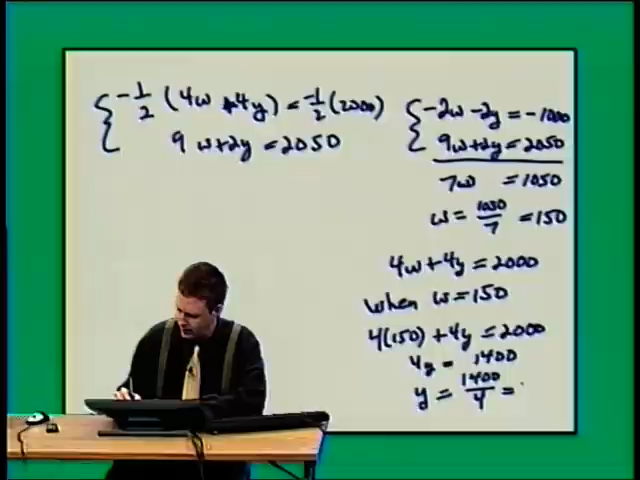 { -1/2 (4w + 4y) = -1/2 (2000)
9w+2y = 2050
{ -2w - 2y = -1000
9w+2y = 2050
7w = 1050
w = 1050/7 = 150
4w+4y = 2000
when w=150
4(150) + 4y = 2000
4y = 1400
y = 1400/4 =